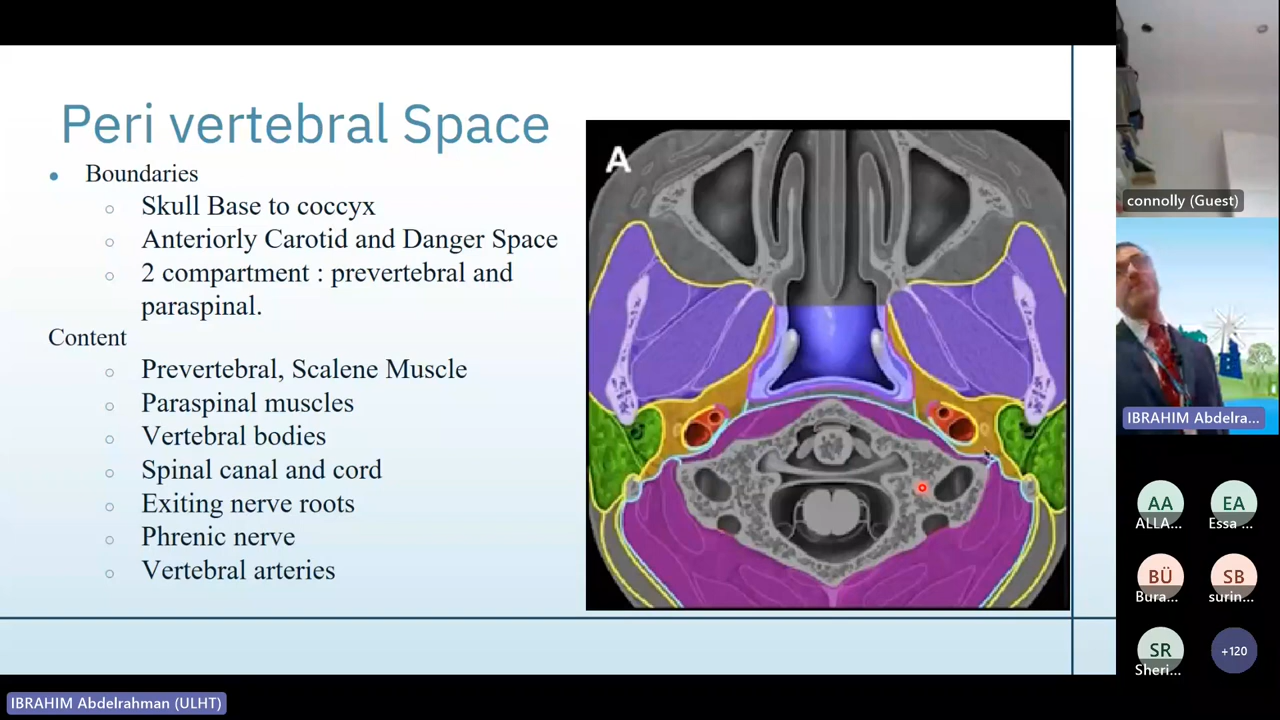 Peri vertebral Space
Boundaries
Skull Base to coccyx
Anteriorly Carotid and Danger Space
2 compartment : prevertebral and
paraspinal.
Content
Prevertebral, Scalene Muscle
Paraspinal muscles
Vertebral bodies
Spinal canal and cord
Exiting nerve roots
Phrenic nerve
Vertebral arteries
A
connolly (Guest)
IBRAHIM Abdelra...
AA
EA
ALLA...
Essa ...
BÜ
SB
Bura...
surin...
SR
+120
Sheri...
IBRAHIM Abdelrahman (ULHT)